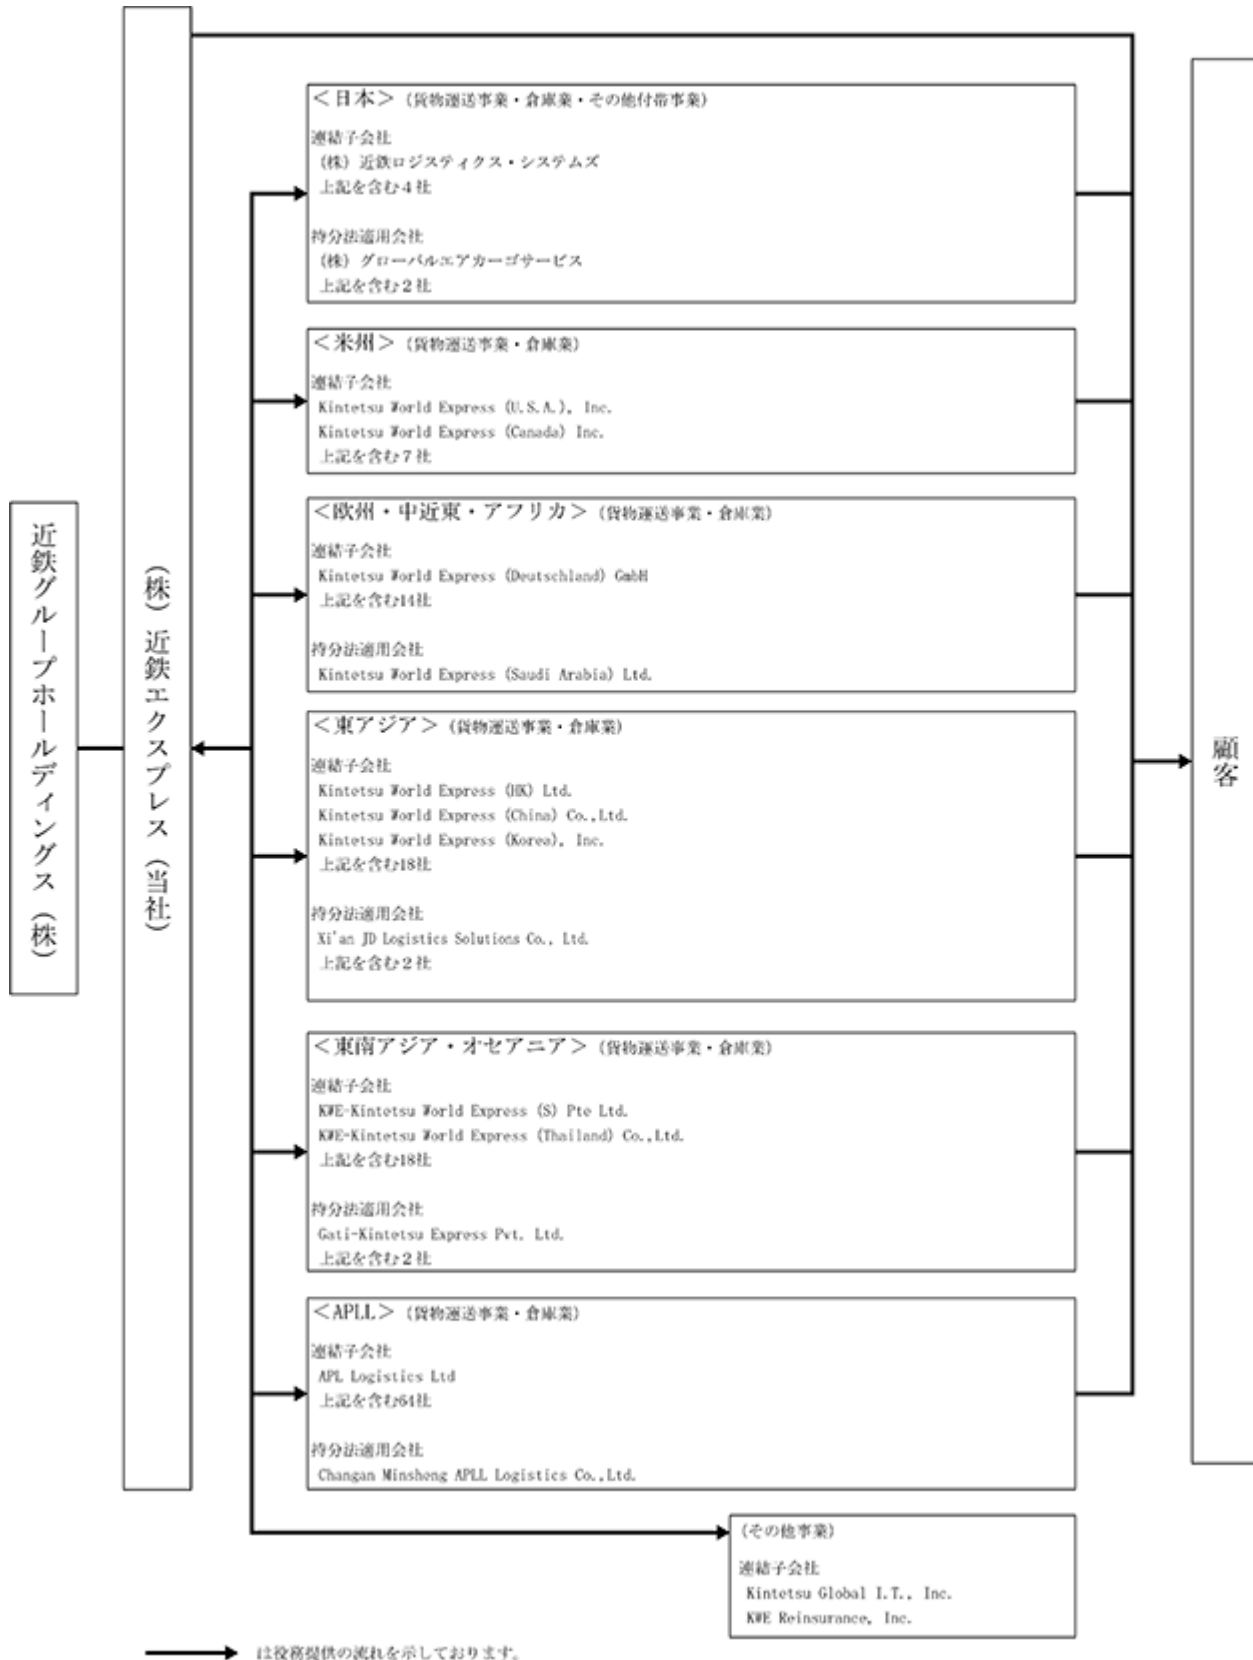 近鉄グループホールディングス（株）
（株）近鉄エクスプレス（当社）
＜日本＞（貨物運送事業・倉庫業・その他付帯事業）
連結子会社
（株）近鉄ロジスティクス・システムズ
上記を含む４社
持分法適用会社
（株）グローバルエアカーゴサービス
上記を含む２社
＜米州＞（貨物運送事業・倉庫業）
連結子会社
Kintetsu World Express (U.S.A.), Inc.
Kintetsu World Express (Canada) Inc.
上記を含む７社
＜欧州・中近東・アフリカ＞（貨物運送事業・倉庫業）
連結子会社
Kintetsu World Express (Deutschland) GmbH
上記を含む14社
持分法適用会社
Kintetsu World Express (Saudi Arabia) Ltd.
＜東アジア＞（貨物運送事業・倉庫業）
連結子会社
Kintetsu World Express (HK) Ltd.
Kintetsu World Express (China) Co.,Ltd.
Kintetsu World Express (Korea), Inc.
上記を含む18社
持分法適用会社
Xi'an JD Logistics Solutions Co., Ltd.
上記を含む２社
＜東南アジア・オセアニア＞（貨物運送事業・倉庫業）
連結子会社
KWE-Kintetsu World Express (S) Pte Ltd.
KWE-Kintetsu World Express (Thailand) Co.,Ltd.
上記を含む18社
持分法適用会社
Gati-Kintetsu Express Pvt. Ltd.
上記を含む２社
＜APLL＞（貨物運送事業・倉庫業）
連結子会社
APL Logistics Ltd
上記を含む64社
持分法適用会社
Changan Minsheng APLL Logistics Co.,Ltd.
（その他事業）
連結子会社
Kintetsu Global I.T., Inc.
KWE Reinsurance, Inc.
顧客
は役務提供の流れを示しております。